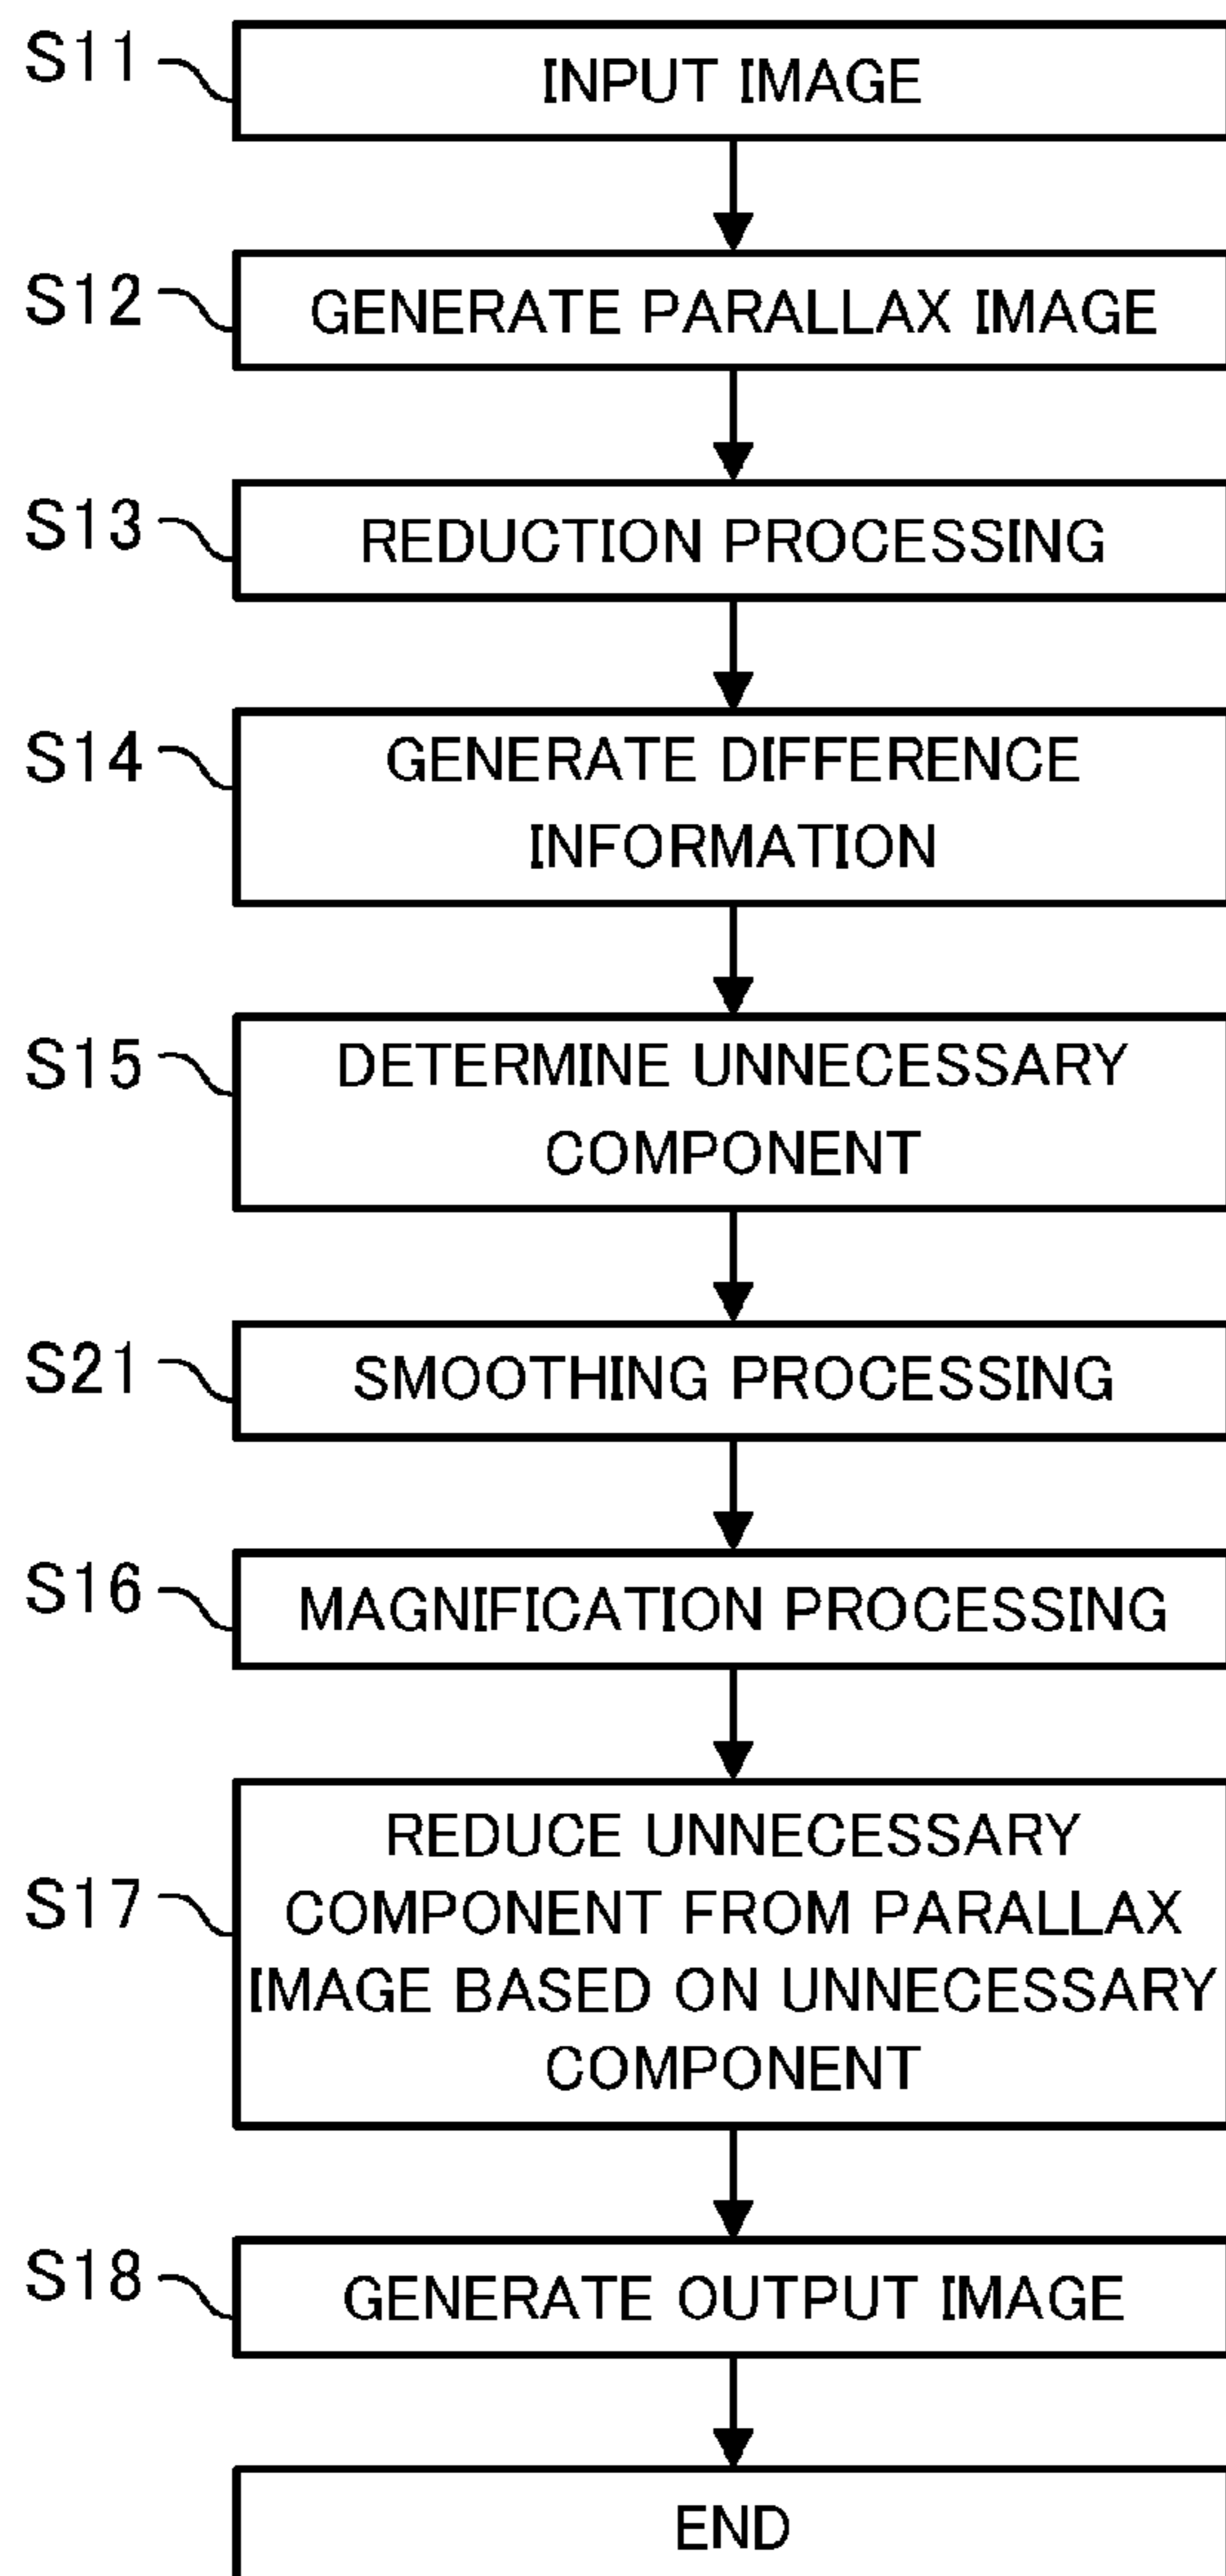 S11
INPUT IMAGE
S12
GENERATE PARALLAX IMAGE
S13
REDUCTION PROCESSING
S14
GENERATE DIFFERENCE
INFORMATION
S15
DETERMINE UNNECESSARY
COMPONENT
S21
SMOOTHING PROCESSING
S16
MAGNIFICATION PROCESSING
S17
REDUCE UNNECESSARY
COMPONENT FROM PARALLAX
IMAGE BASED ON UNNECESSARY
COMPONENT
S18
GENERATE OUTPUT IMAGE
END